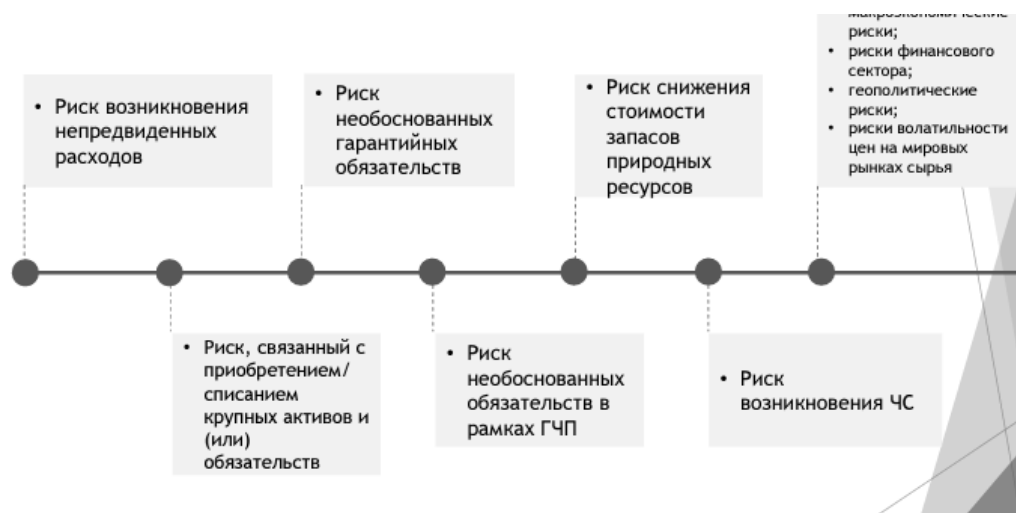 • Риск возникновения
непредвиденных
расходов
• Риск, связанный с
приобретением/
списанием
крупных активов и
(или)
обязательств
• Риск
необоснованных
гарантийных
обязательств
• Риск
необоснованных
обязательств в
рамках ГЧП
• Риск снижения
стоимости
запасов
природных
ресурсов
• Риск
возникновения ЧС
макроэкономические
риски;
• риски финансового
сектора;
• геополитические
риски;
• риски волатильности
цен на мировых
рынках сырья